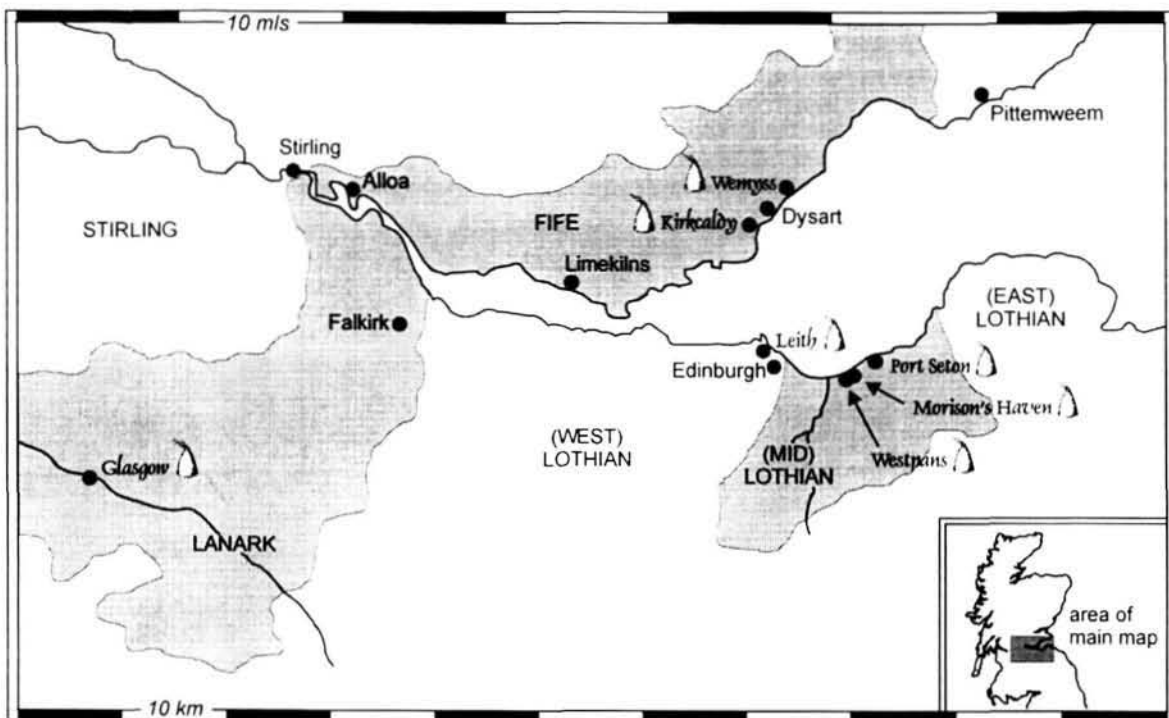 10 mls
Pittemweem
Stirling
Alloa
Wemyss
STIRLING
FIFE
Kirkcaldy
Dysart
Limekilns
(EAST)
LOTHIAN
Falkirk
Leith
Edinburgh
Port Seton
Morison's Haven
(WEST)
LOTHIAN
(MID)
LOTHIAN
Westpans
Glasgow
LANARK
area of
main map
10 km